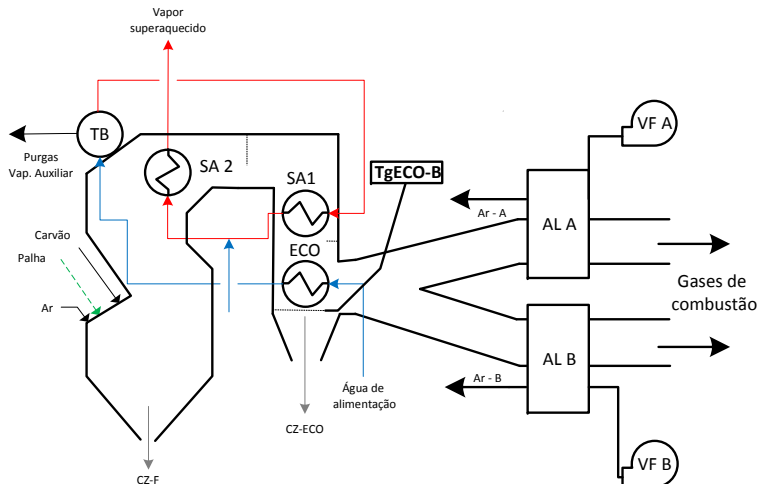 Vapor
superaquecido
TB
Purgas
Vap. Auxiliar
SA 2
SA1
TgECO-B
VF A
Ar - A
AL A
Carvão
Palha
Ar
ECO
Gases de
combustão
AL B
Ar - B
Água de
alimentação
CZ-ECO
CZ-F
VF B